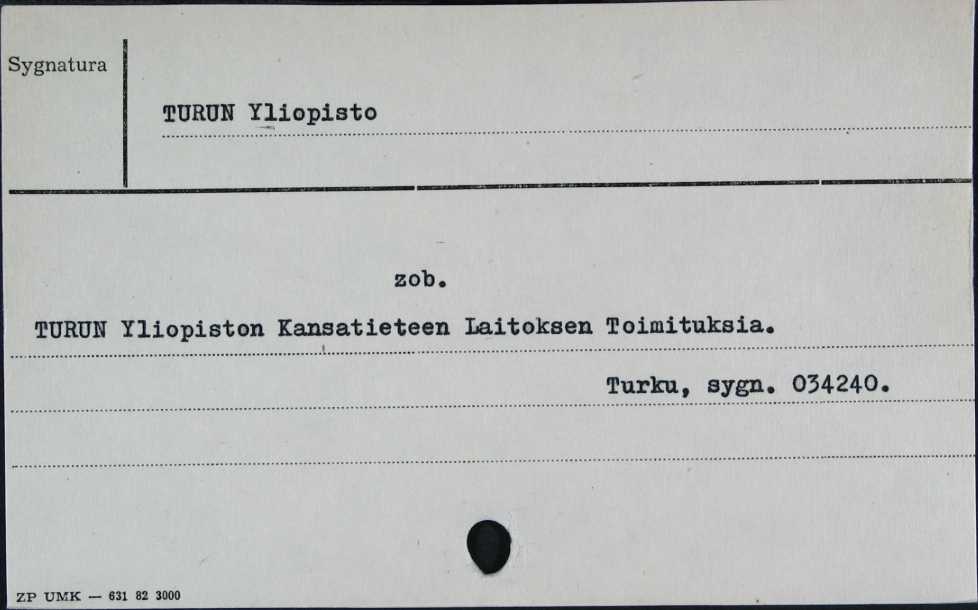 Sygnatura
TURUN Yliopisto
zob.
TURUN Yliopiston Kansatieteen Laitoksen Toimituksia.
Turku, sygn. 034240.
ZP UMK — 631 82 3000